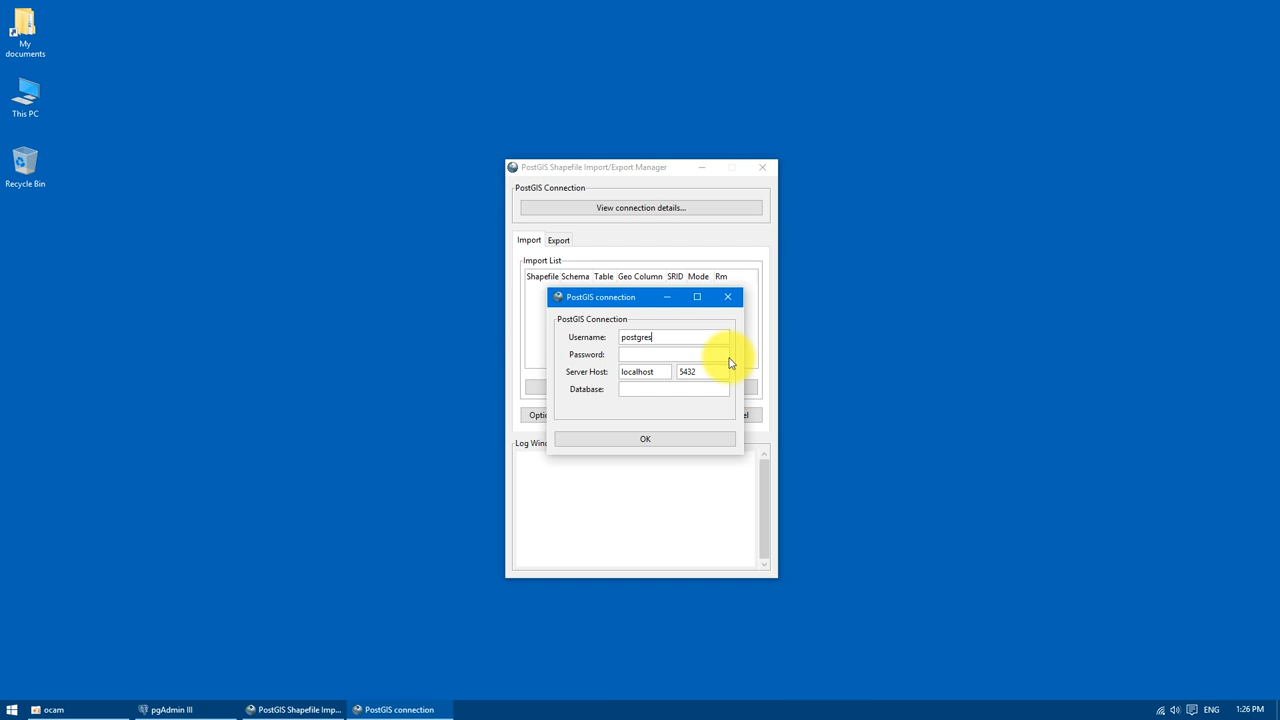 My
documents
This PC
Recycle Bin
PostGIS Shapefile Import/Export Manager
PostGIS Connection
View connection details...
Import Export
Import List
Shapefile Schema Table Geo Column SRID Mode Rm
PostGIS connection
PostGIS Connection
Username: postgres
Password:
Server Host: localhost 5432
Database:
OK
ocam
pgAdmin III
PostGIS Shapefile Imp...
PostGIS connection
ENG
1:26 PM